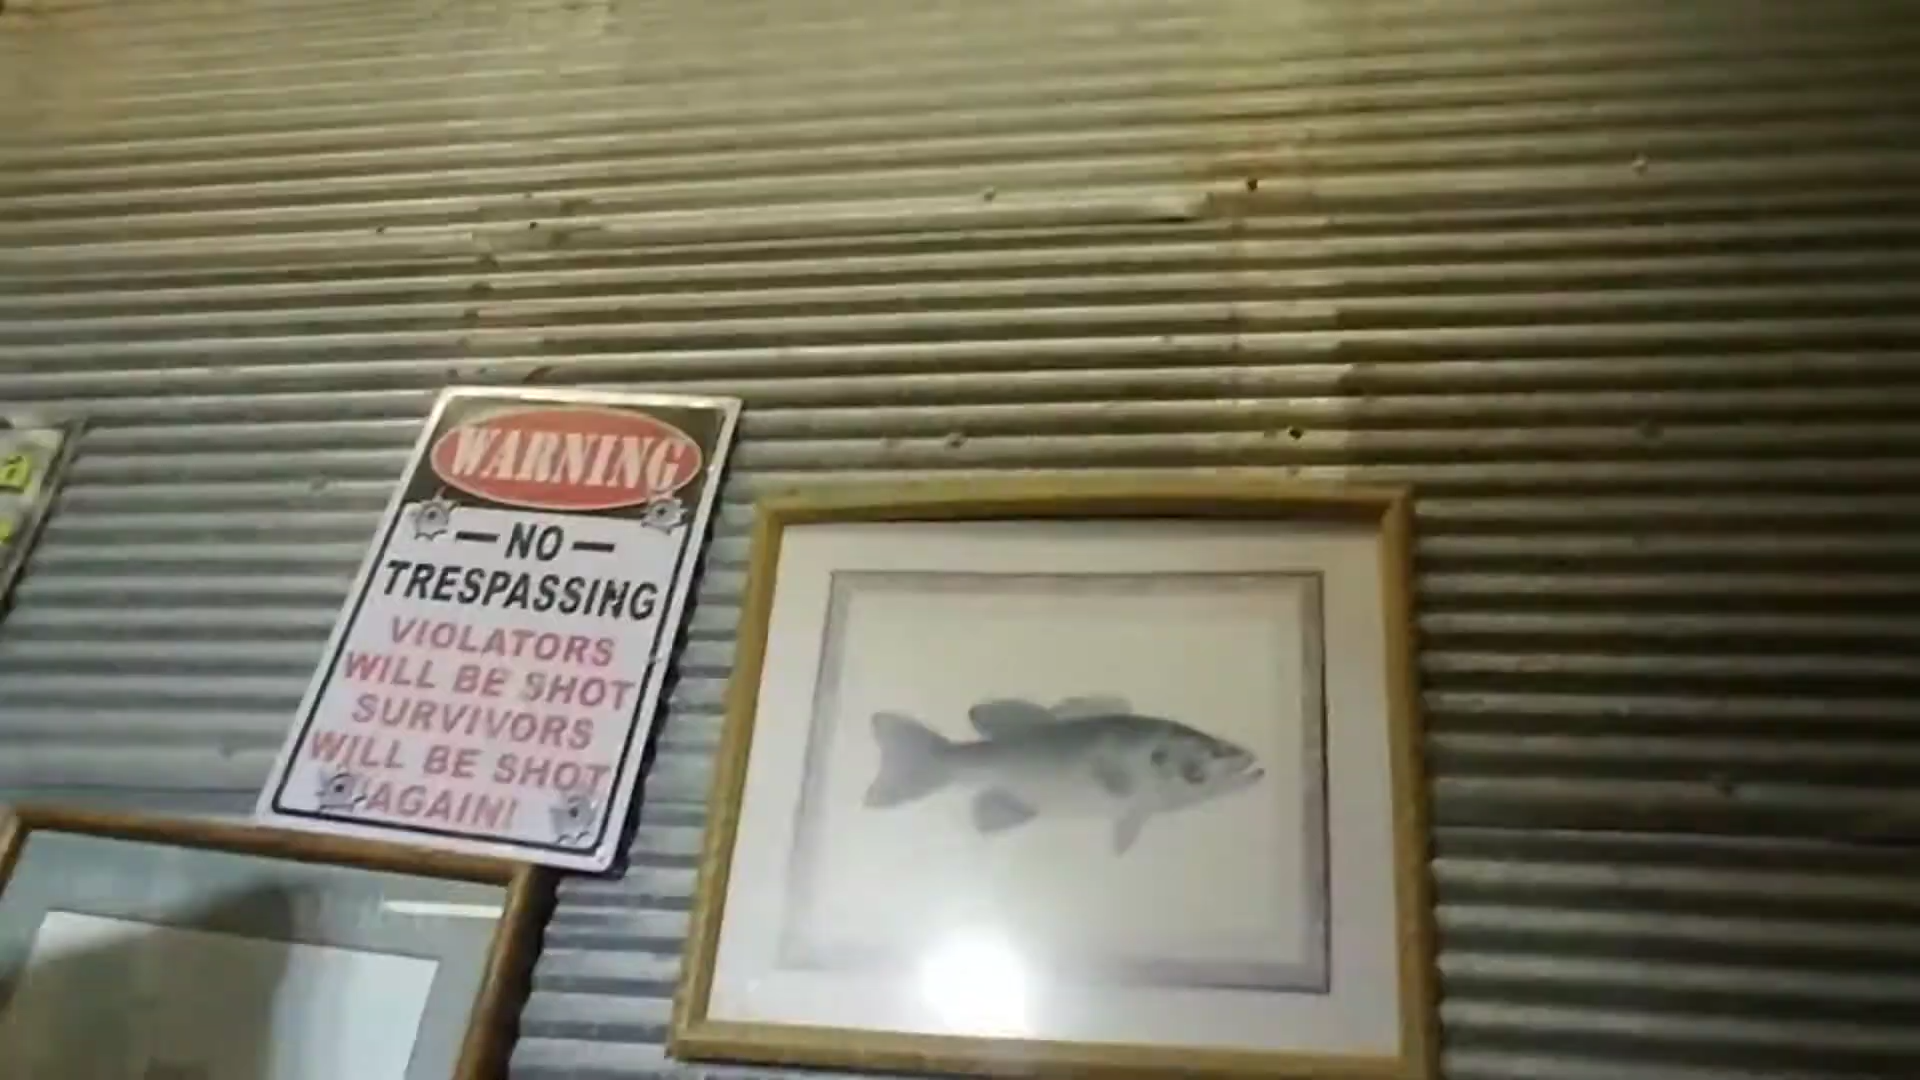 WARNING
NO
TRESPASSING
VIOLATORS
WILL BE SHOT
SURVIVORS
WILL BE SHOT
AGAIN!